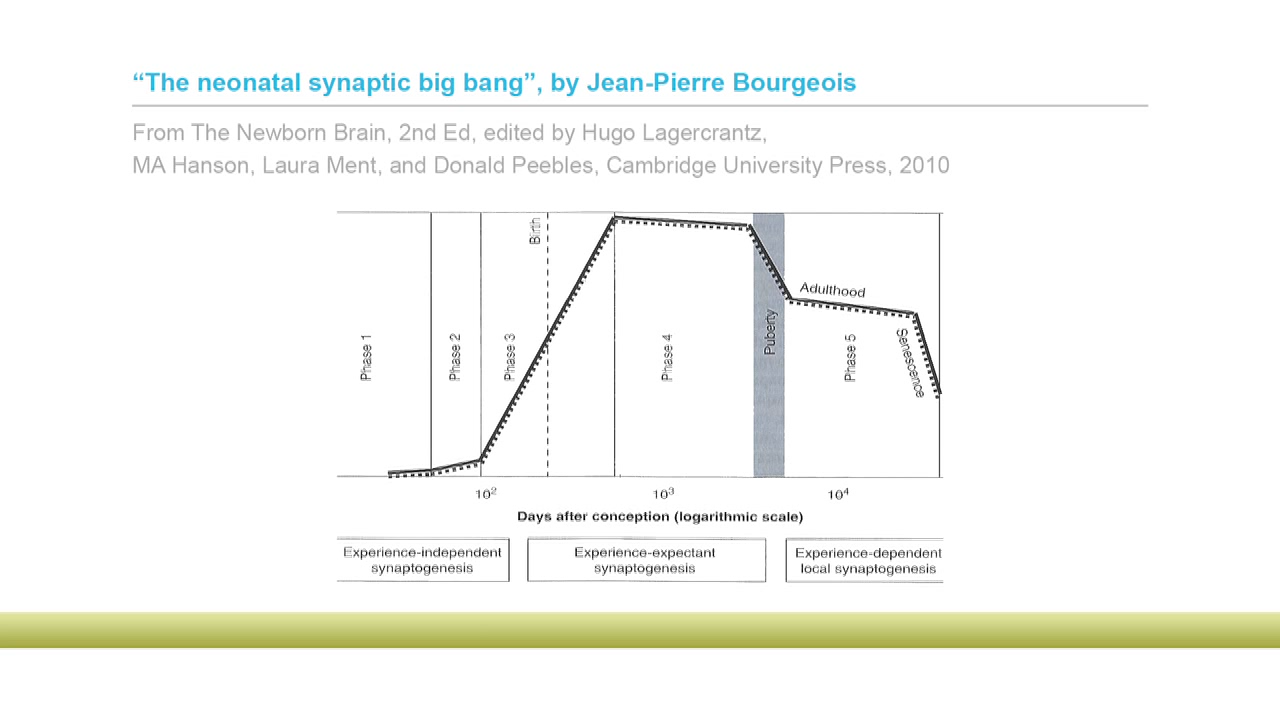 “The neonatal synaptic big bang”, by Jean-Pierre Bourgeois
From The Newborn Brain, 2nd Ed, edited by Hugo Lagercrantz,
MA Hanson, Laura Ment, and Donald Peebles, Cambridge University Press, 2010
Phase 1
Phase 2
Phase 3
Birth
Phase 4
Puberty
Adulthood
Phase 5
Senescence
10² 10³ 10⁴
Days after conception (logarithmic scale)
Experience-independent
synaptogenesis
Experience-expectant
synaptogenesis
Experience-dependent
local synaptogenesis